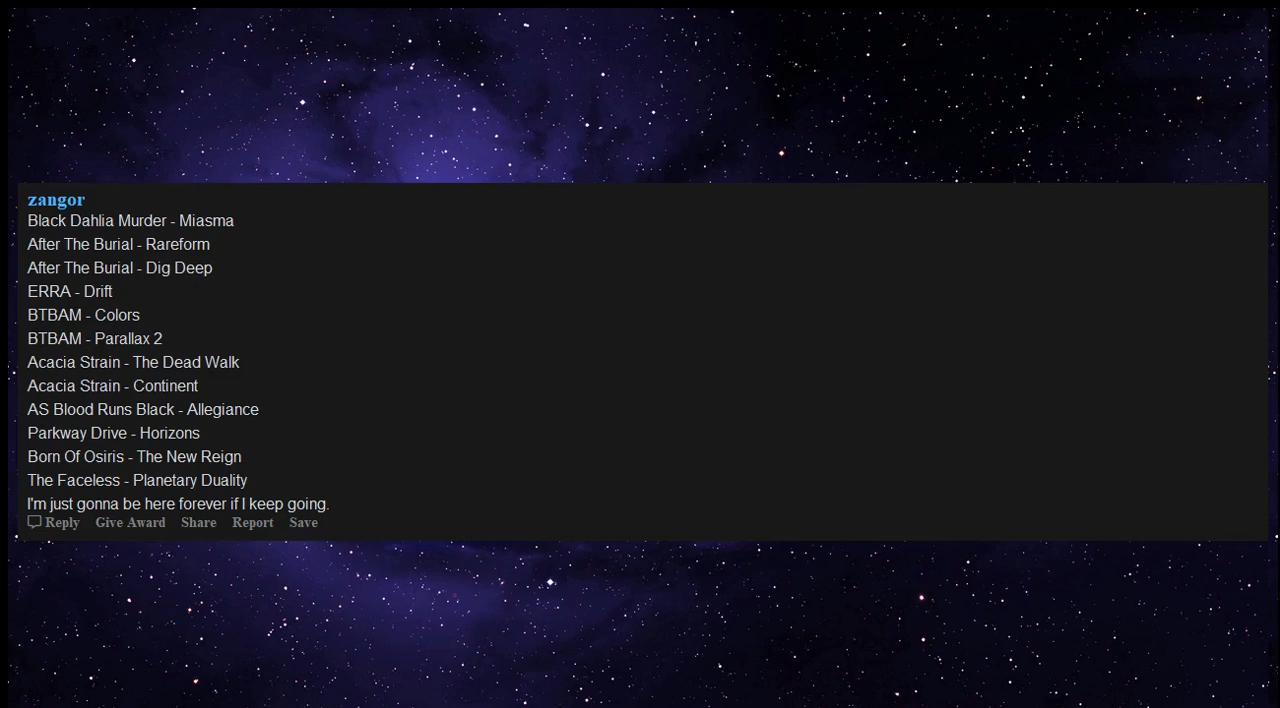 zangor
Black Dahlia Murder - Miasma
After The Burial - Rareform
After The Burial - Dig Deep
ERRA - Drift
BTBAM - Colors
BTBAM - Parallax 2
Acacia Strain - The Dead Walk
Acacia Strain - Continent
AS Blood Runs Black - Allegiance
Parkway Drive - Horizons
Born Of Osiris - The New Reign
The Faceless - Planetary Duality
I'm just gonna be here forever if I keep going.
Reply Give Award Share Report Save